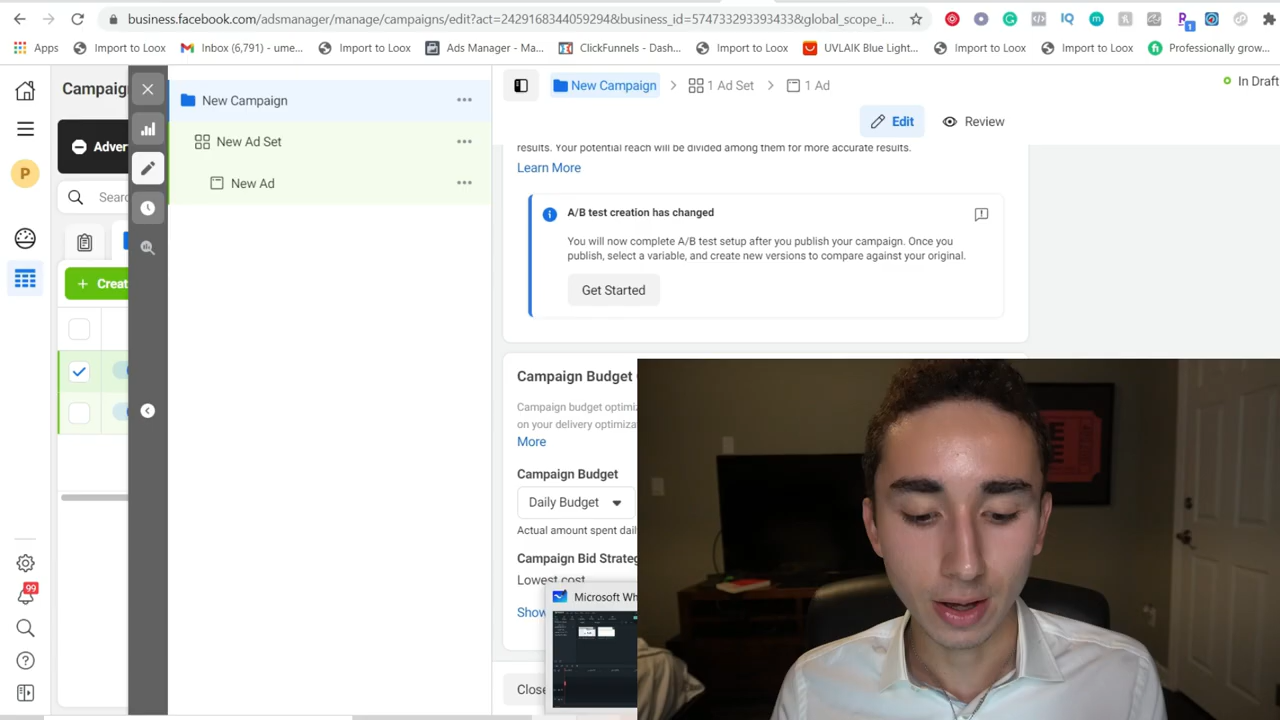 business.facebook.com/adsmanager/manage/campaigns/edit?act=242916834405929​4&business_id=574733293393433&global_scope_i...
Apps
Import to Loox
Inbox (6,791) - ume...
Import to Loox
Ads Manager - Ma...
ClickFunnels - Dash...
Import to Loox
UVLAIK Blue Light...
Import to Loox
Import to Loox
Professionally grow...
Campaig
New Campaign
New Campaign
1 Ad Set
1 Ad
In Draft
Edit
Review
Adver
New Ad Set
New Ad
P
Searc
results. Your potential reach will be divided among them for more accurate results.
Learn More
A/B test creation has changed
You will now complete A/B test setup after you publish your campaign. Once you
publish, select a variable, and create new versions to compare against your original.
Get Started
+ Creat
Campaign Budget
Campaign budget optimiz
on your delivery optimiza
More
Campaign Budget
Daily Budget
Actual amount spent dail
Campaign Bid Strateg
Lowest cost
Microsoft Wh
Show
Close
99
1